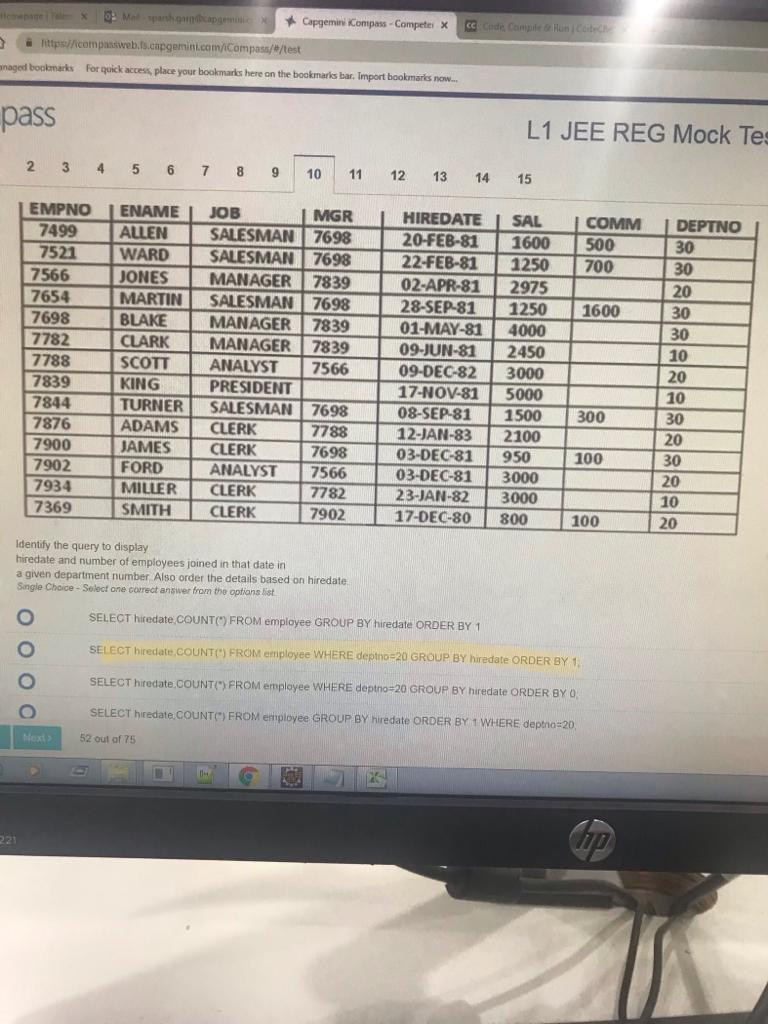 Capgemini iCompass - Competer X
CC Code, Compile & Run | CodeChe
https://icompassweb.fs.capgemini.com/iCompass/#/test
anaged bookmarks For quick access, place your bookmarks here on the bookmarks bar. Import bookmarks now...
pass
L1 JEE REG Mock Tes
2 3 4 5 6 7 8 9 10 11 12 13 14 15
EMPNO ENAME JOB MGR HIREDATE SAL COMM DEPTNO
7499 ALLEN SALESMAN 7698 20-FEB-81 1600 500 30
7521 WARD SALESMAN 7698 22-FEB-81 1250 700 30
7566 JONES MANAGER 7839 02-APR-81 2975 20
7654 MARTIN SALESMAN 7698 28-SEP-81 1250 1600 30
7698 BLAKE MANAGER 7839 01-MAY-81 4000 30
7782 CLARK MANAGER 7839 09-JUN-81 2450 10
7788 SCOTT ANALYST 7566 09-DEC-82 3000 20
7839 KING PRESIDENT 17-NOV-81 5000 10
7844 TURNER SALESMAN 7698 08-SEP-81 1500 300 30
7876 ADAMS CLERK 7788 12-JAN-83 2100 20
7900 JAMES CLERK 7698 03-DEC-81 950 100 30
7902 FORD ANALYST 7566 03-DEC-81 3000 20
7934 MILLER CLERK 7782 23-JAN-82 3000 10
7369 SMITH CLERK 7902 17-DEC-80 800 100 20
Identify the query to display
hiredate and number of employees joined in that date in
a given department number. Also order the details based on hiredate.
Single Choice - Select one correct answer from the options list.
SELECT hiredate,COUNT(*) FROM employee GROUP BY hiredate ORDER BY 1
SELECT hiredate,COUNT(*) FROM employee WHERE deptno=20 GROUP BY hiredate ORDER BY 1;
SELECT hiredate,COUNT(*) FROM employee WHERE deptno=20 GROUP BY hiredate ORDER BY 0;
SELECT hiredate,COUNT(*) FROM employee GROUP BY hiredate ORDER BY 1 WHERE deptno=20;
Next > 52 out of 75
221
hp